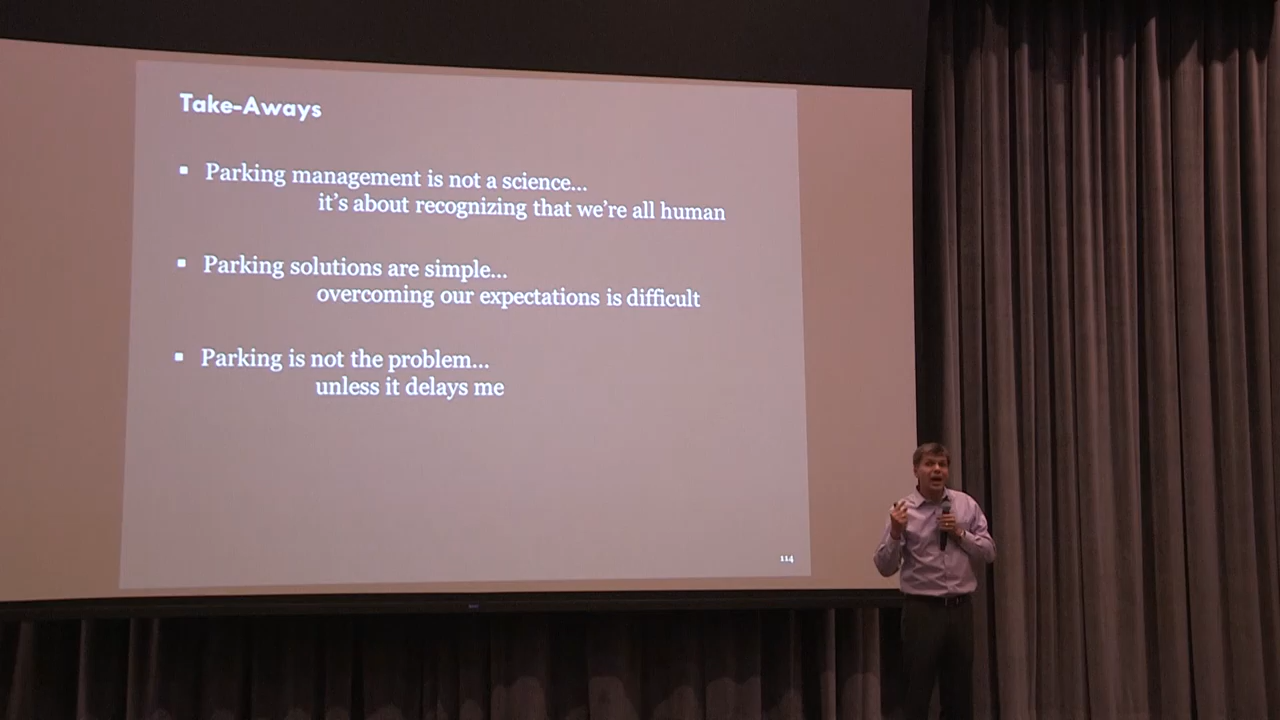 Take-Aways
▪ Parking management is not a science...
it's about recognizing that we're all human
▪ Parking solutions are simple...
overcoming our expectations is difficult
▪ Parking is not the problem...
unless it delays me
114